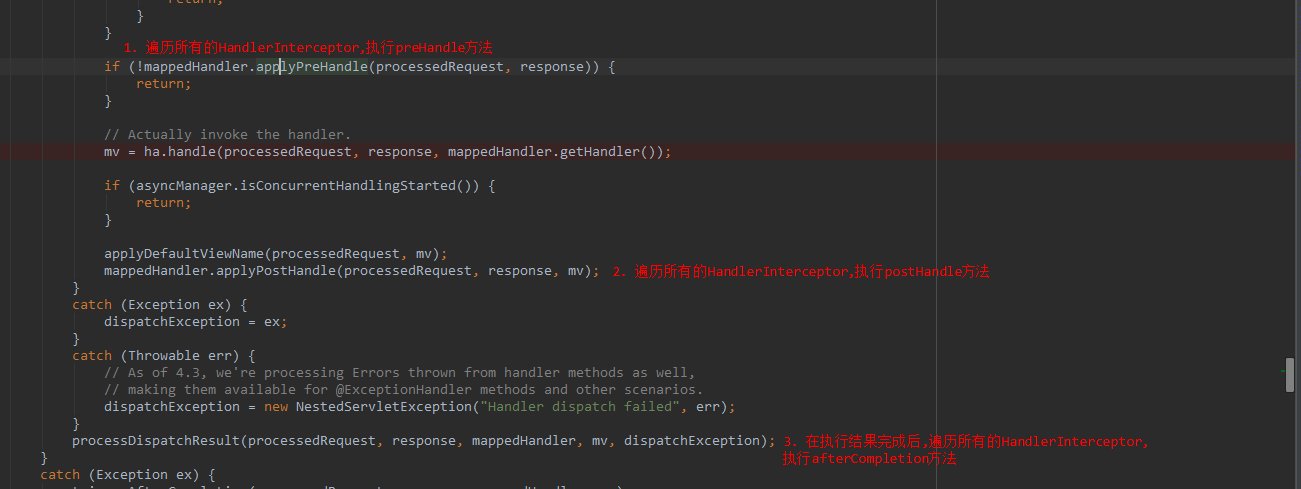 return;
}
}
1. 遍历所有的HandlerInterceptor,执行preHandle方法
if (!mappedHandler.applyPreHandle(processedRequest, response)) {
return;
}
// Actually invoke the handler.
mv = ha.handle(processedRequest, response, mappedHandler.getHandler());
if (asyncManager.isConcurrentHandlingStarted()) {
return;
}
applyDefaultViewName(processedRequest, mv);
mappedHandler.applyPostHandle(processedRequest, response, mv); 2. 遍历所有的HandlerInterceptor,执行postHandle方法
}
catch (Exception ex) {
dispatchException = ex;
}
catch (Throwable err) {
// As of 4.3, we're processing Errors thrown from handler methods as well,
// making them available for @ExceptionHandler methods and other scenarios.
dispatchException = new NestedServletException("Handler dispatch failed", err);
}
processDispatchResult(processedRequest, response, mappedHandler, mv, dispatchException); 3. 在执行结果完成后,遍历所有的HandlerInterceptor,
执行afterCompletion方法
}
catch (Exception ex) {